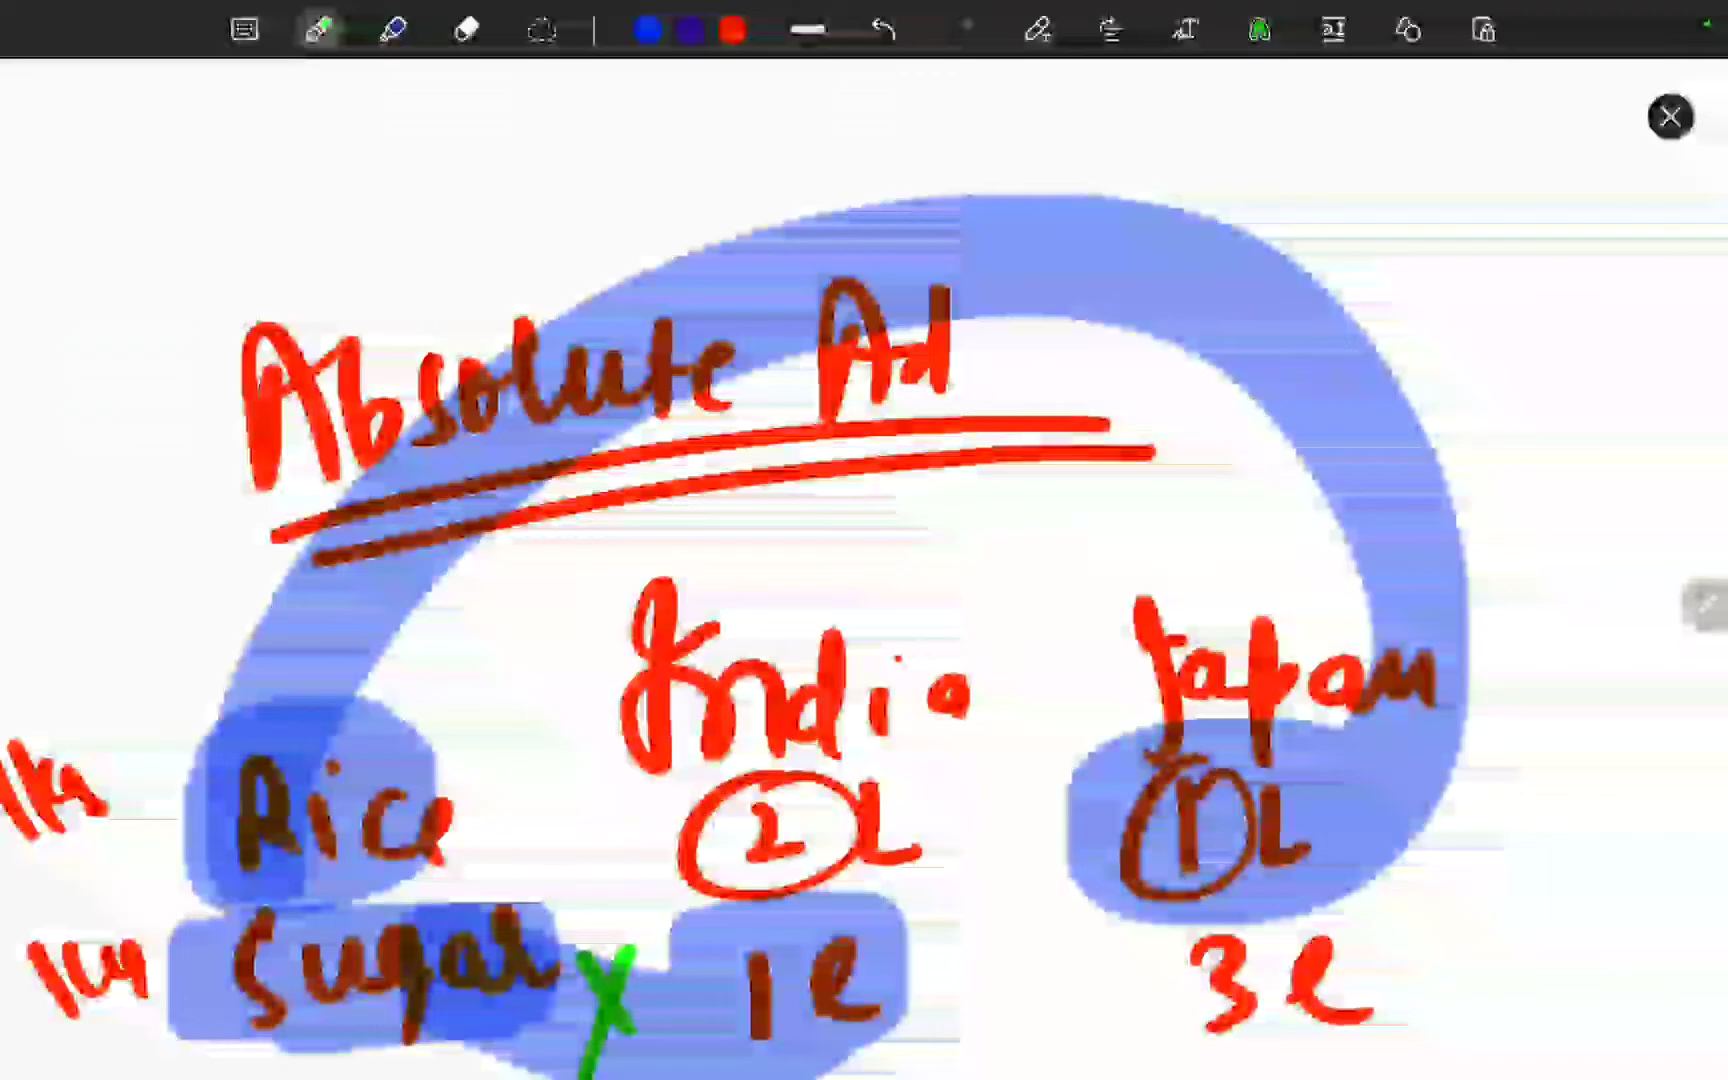 Absolute Ad
India Japan
1kg Rice 2L 1L
1kg Sugar 1L 3L